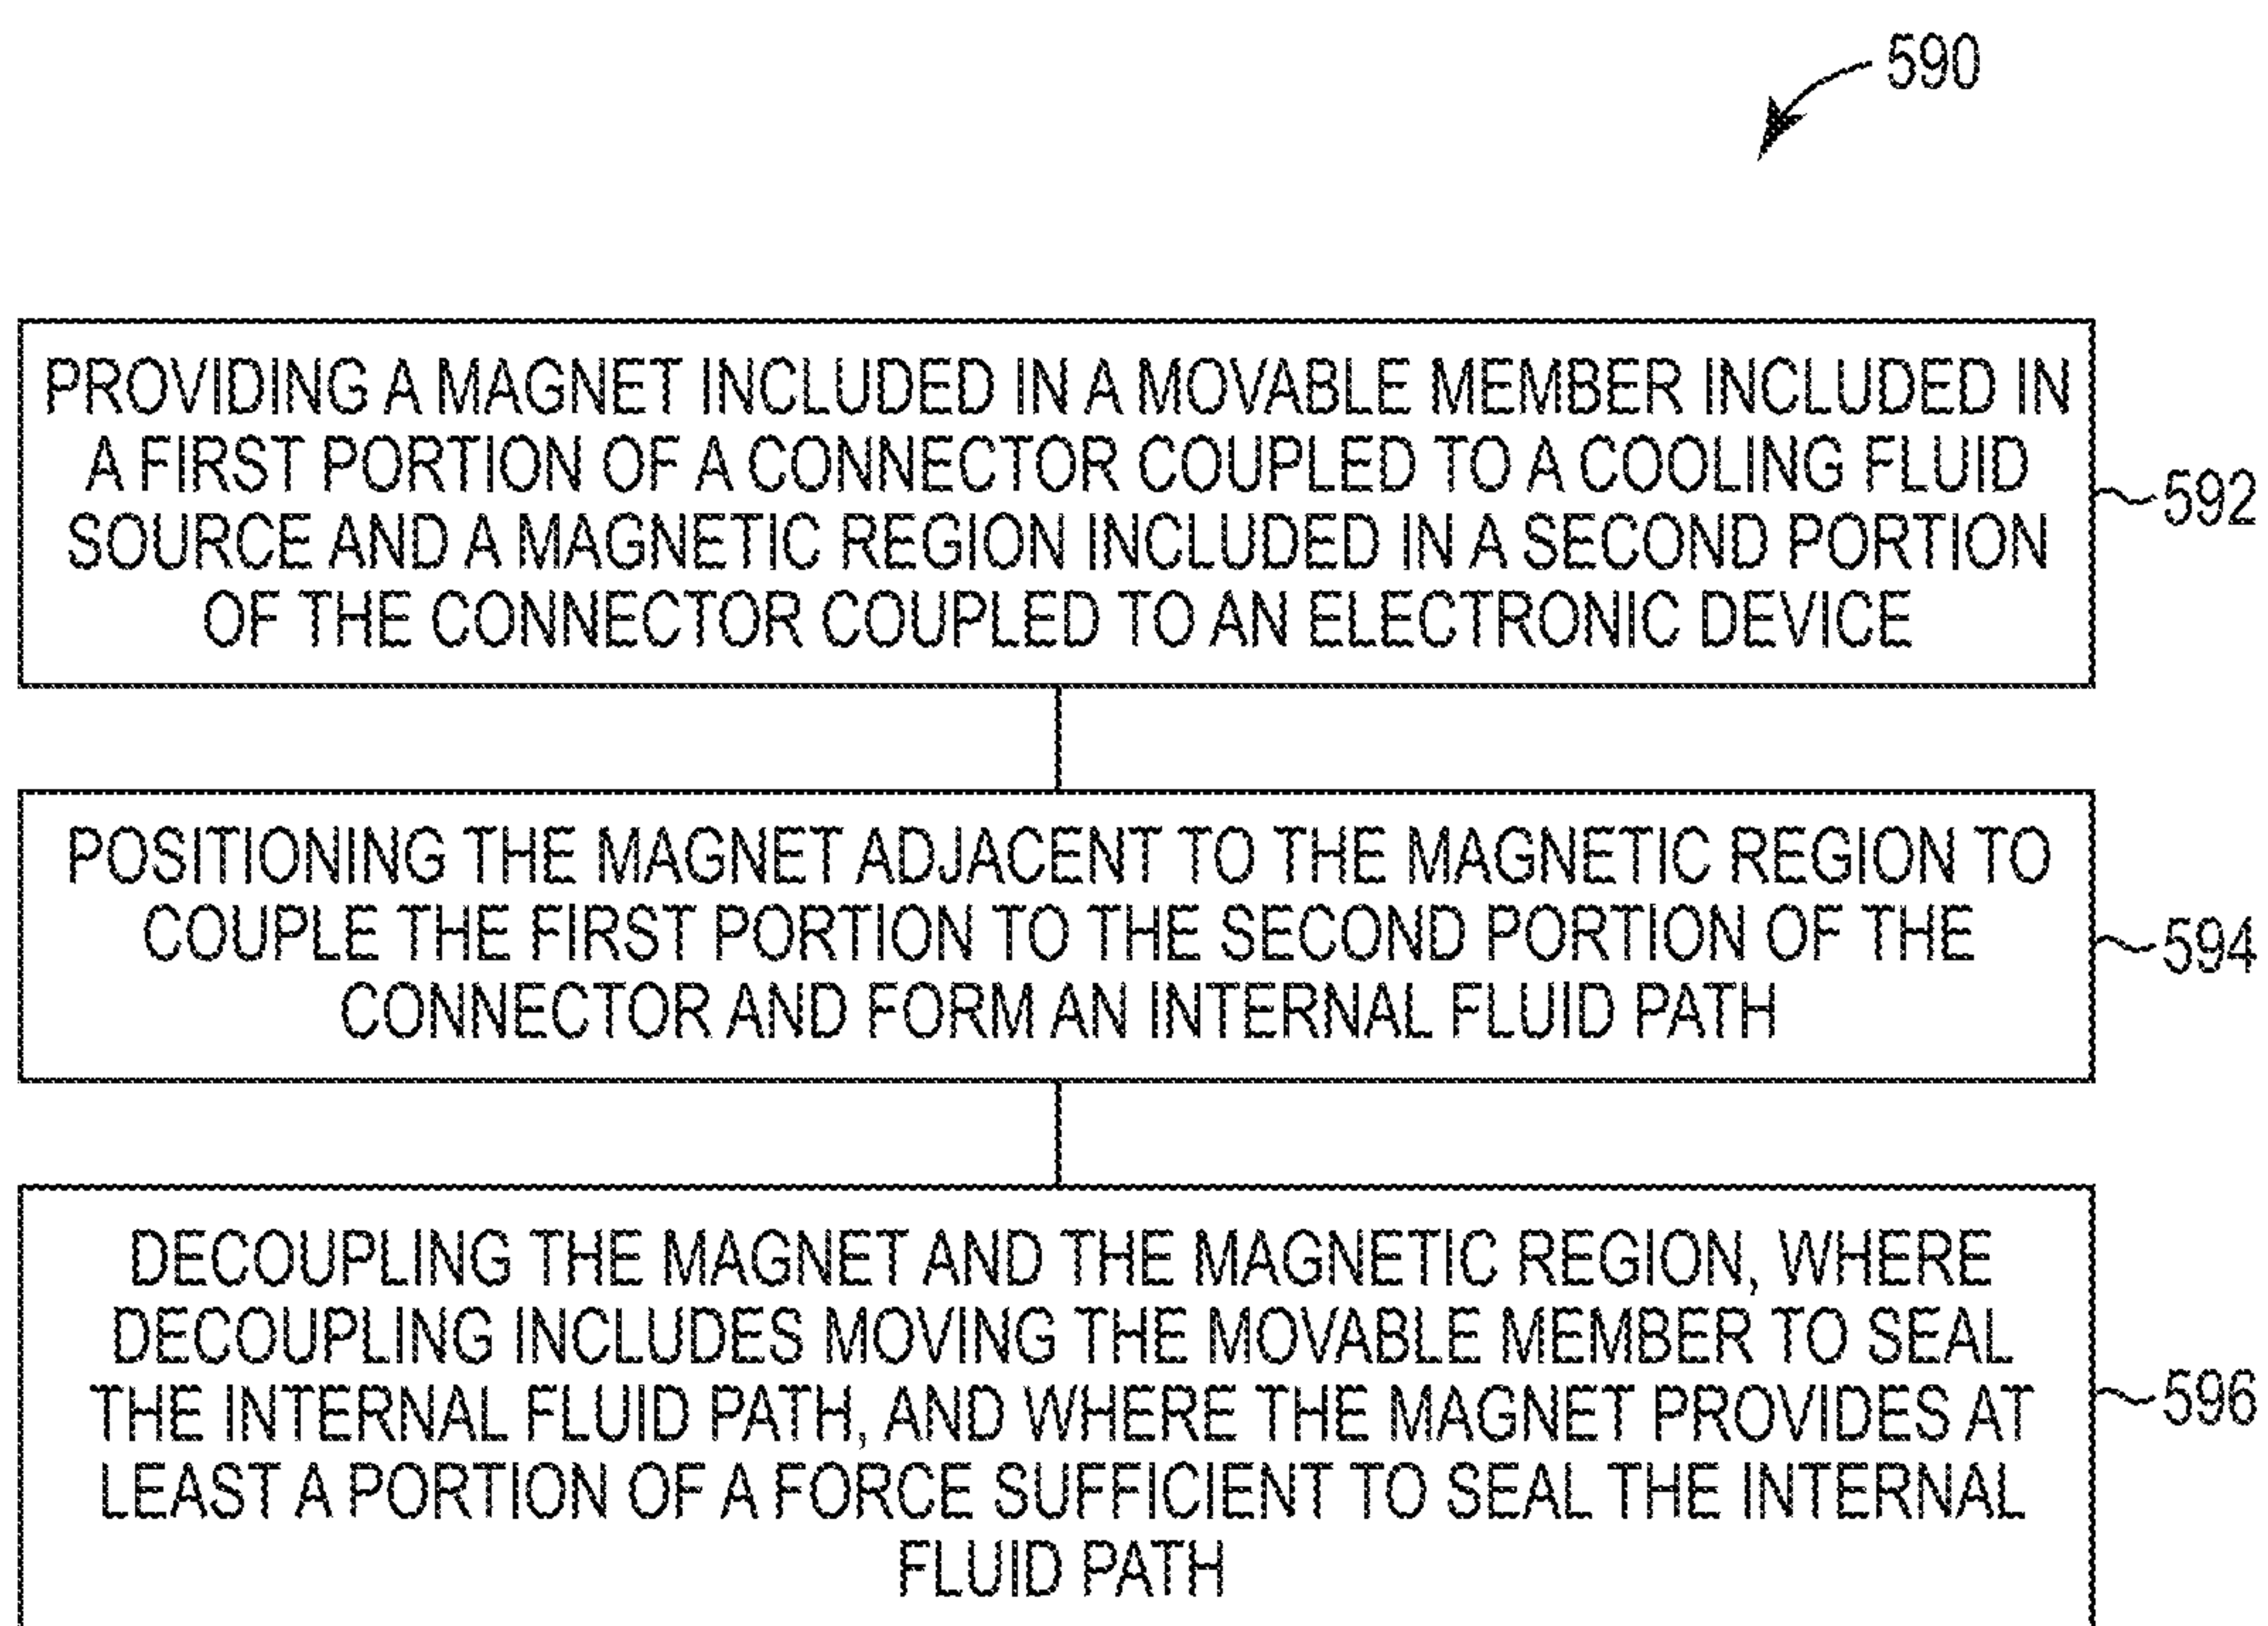 590
PROVIDING A MAGNET INCLUDED IN A MOVABLE MEMBER INCLUDED IN
A FIRST PORTION OF A CONNECTOR COUPLED TO A COOLING FLUID
SOURCE AND A MAGNETIC REGION INCLUDED IN A SECOND PORTION
OF THE CONNECTOR COUPLED TO AN ELECTRONIC DEVICE
592
POSITIONING THE MAGNET ADJACENT TO THE MAGNETIC REGION TO
COUPLE THE FIRST PORTION TO THE SECOND PORTION OF THE
CONNECTOR AND FORM AN INTERNAL FLUID PATH
594
DECOUPLING THE MAGNET AND THE MAGNETIC REGION, WHERE
DECOUPLING INCLUDES MOVING THE MOVABLE MEMBER TO SEAL
THE INTERNAL FLUID PATH, AND WHERE THE MAGNET PROVIDES AT
LEAST A PORTION OF A FORCE SUFFICIENT TO SEAL THE INTERNAL
FLUID PATH
596